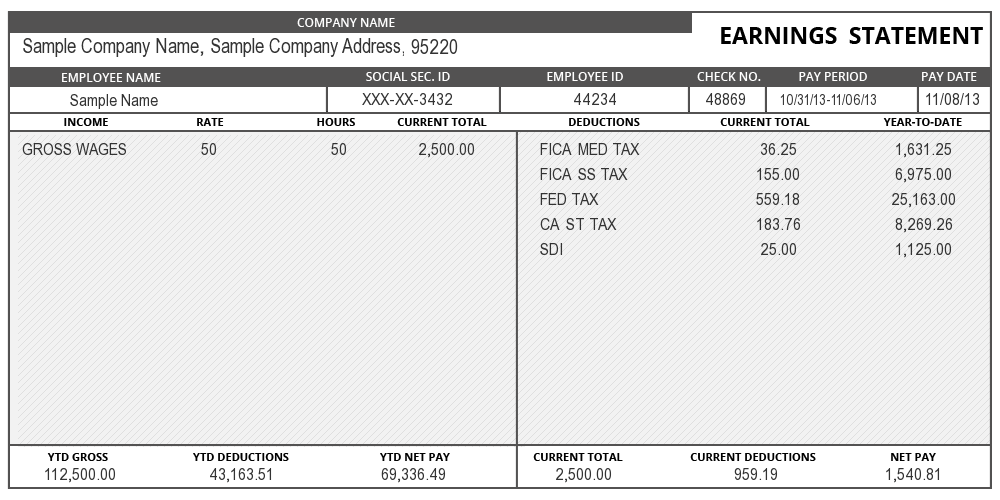 COMPANY NAME
EARNINGS STATEMENT
Sample Company Name, Sample Company Address, 95220
EMPLOYEE NAME SOCIAL SEC. ID EMPLOYEE ID CHECK NO. PAY PERIOD PAY DATE
Sample Name XXX-XX-3432 44234 48869 10/31/13-11/06/13 11/08/13
INCOME RATE HOURS CURRENT TOTAL DEDUCTIONS CURRENT TOTAL YEAR-TO-DATE
GROSS WAGES 50 50 2,500.00 FICA MED TAX 36.25 1,631.25
FICA SS TAX 155.00 6,975.00
FED TAX 559.18 25,163.00
CA ST TAX 183.76 8,269.26
SDI 25.00 1,125.00
YTD GROSS YTD DEDUCTIONS YTD NET PAY CURRENT TOTAL CURRENT DEDUCTIONS NET PAY
112,500.00 43,163.51 69,336.49 2,500.00 959.19 1,540.81